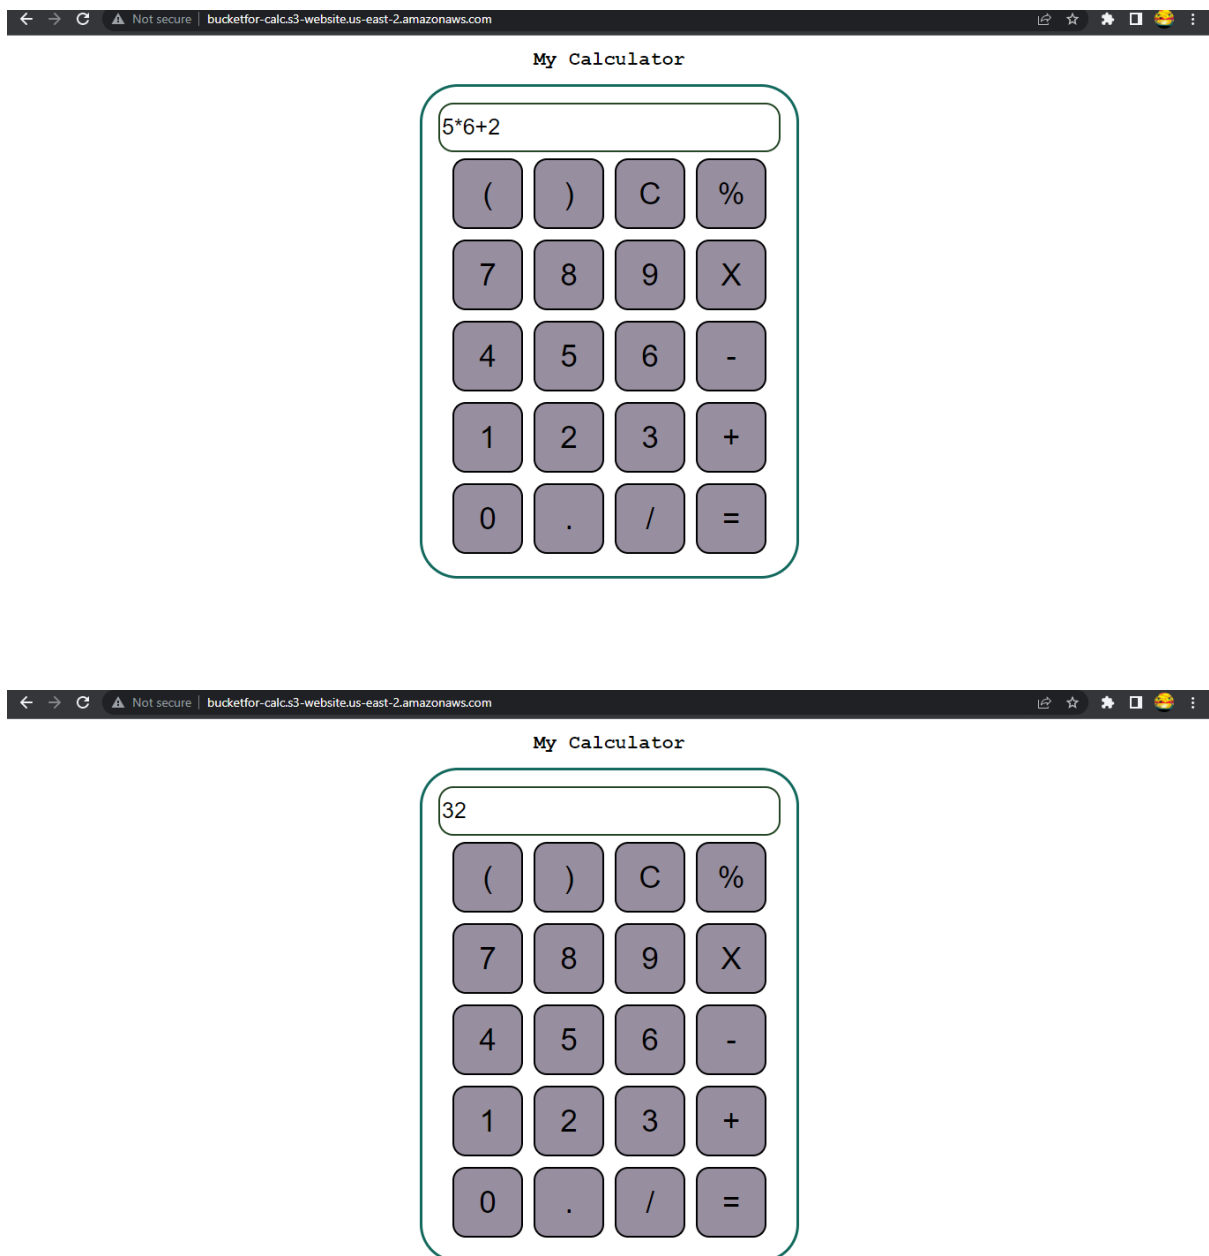 Not secure | bucketfor-calc.s3-website.us-east-2.amazonaws.com
My Calculator
5*6+2
( ) C %
7 8 9 X
4 5 6 -
1 2 3 +
0 . / =
Not secure | bucketfor-calc.s3-website.us-east-2.amazonaws.com
My Calculator
32
( ) C %
7 8 9 X
4 5 6 -
1 2 3 +
0 . / =